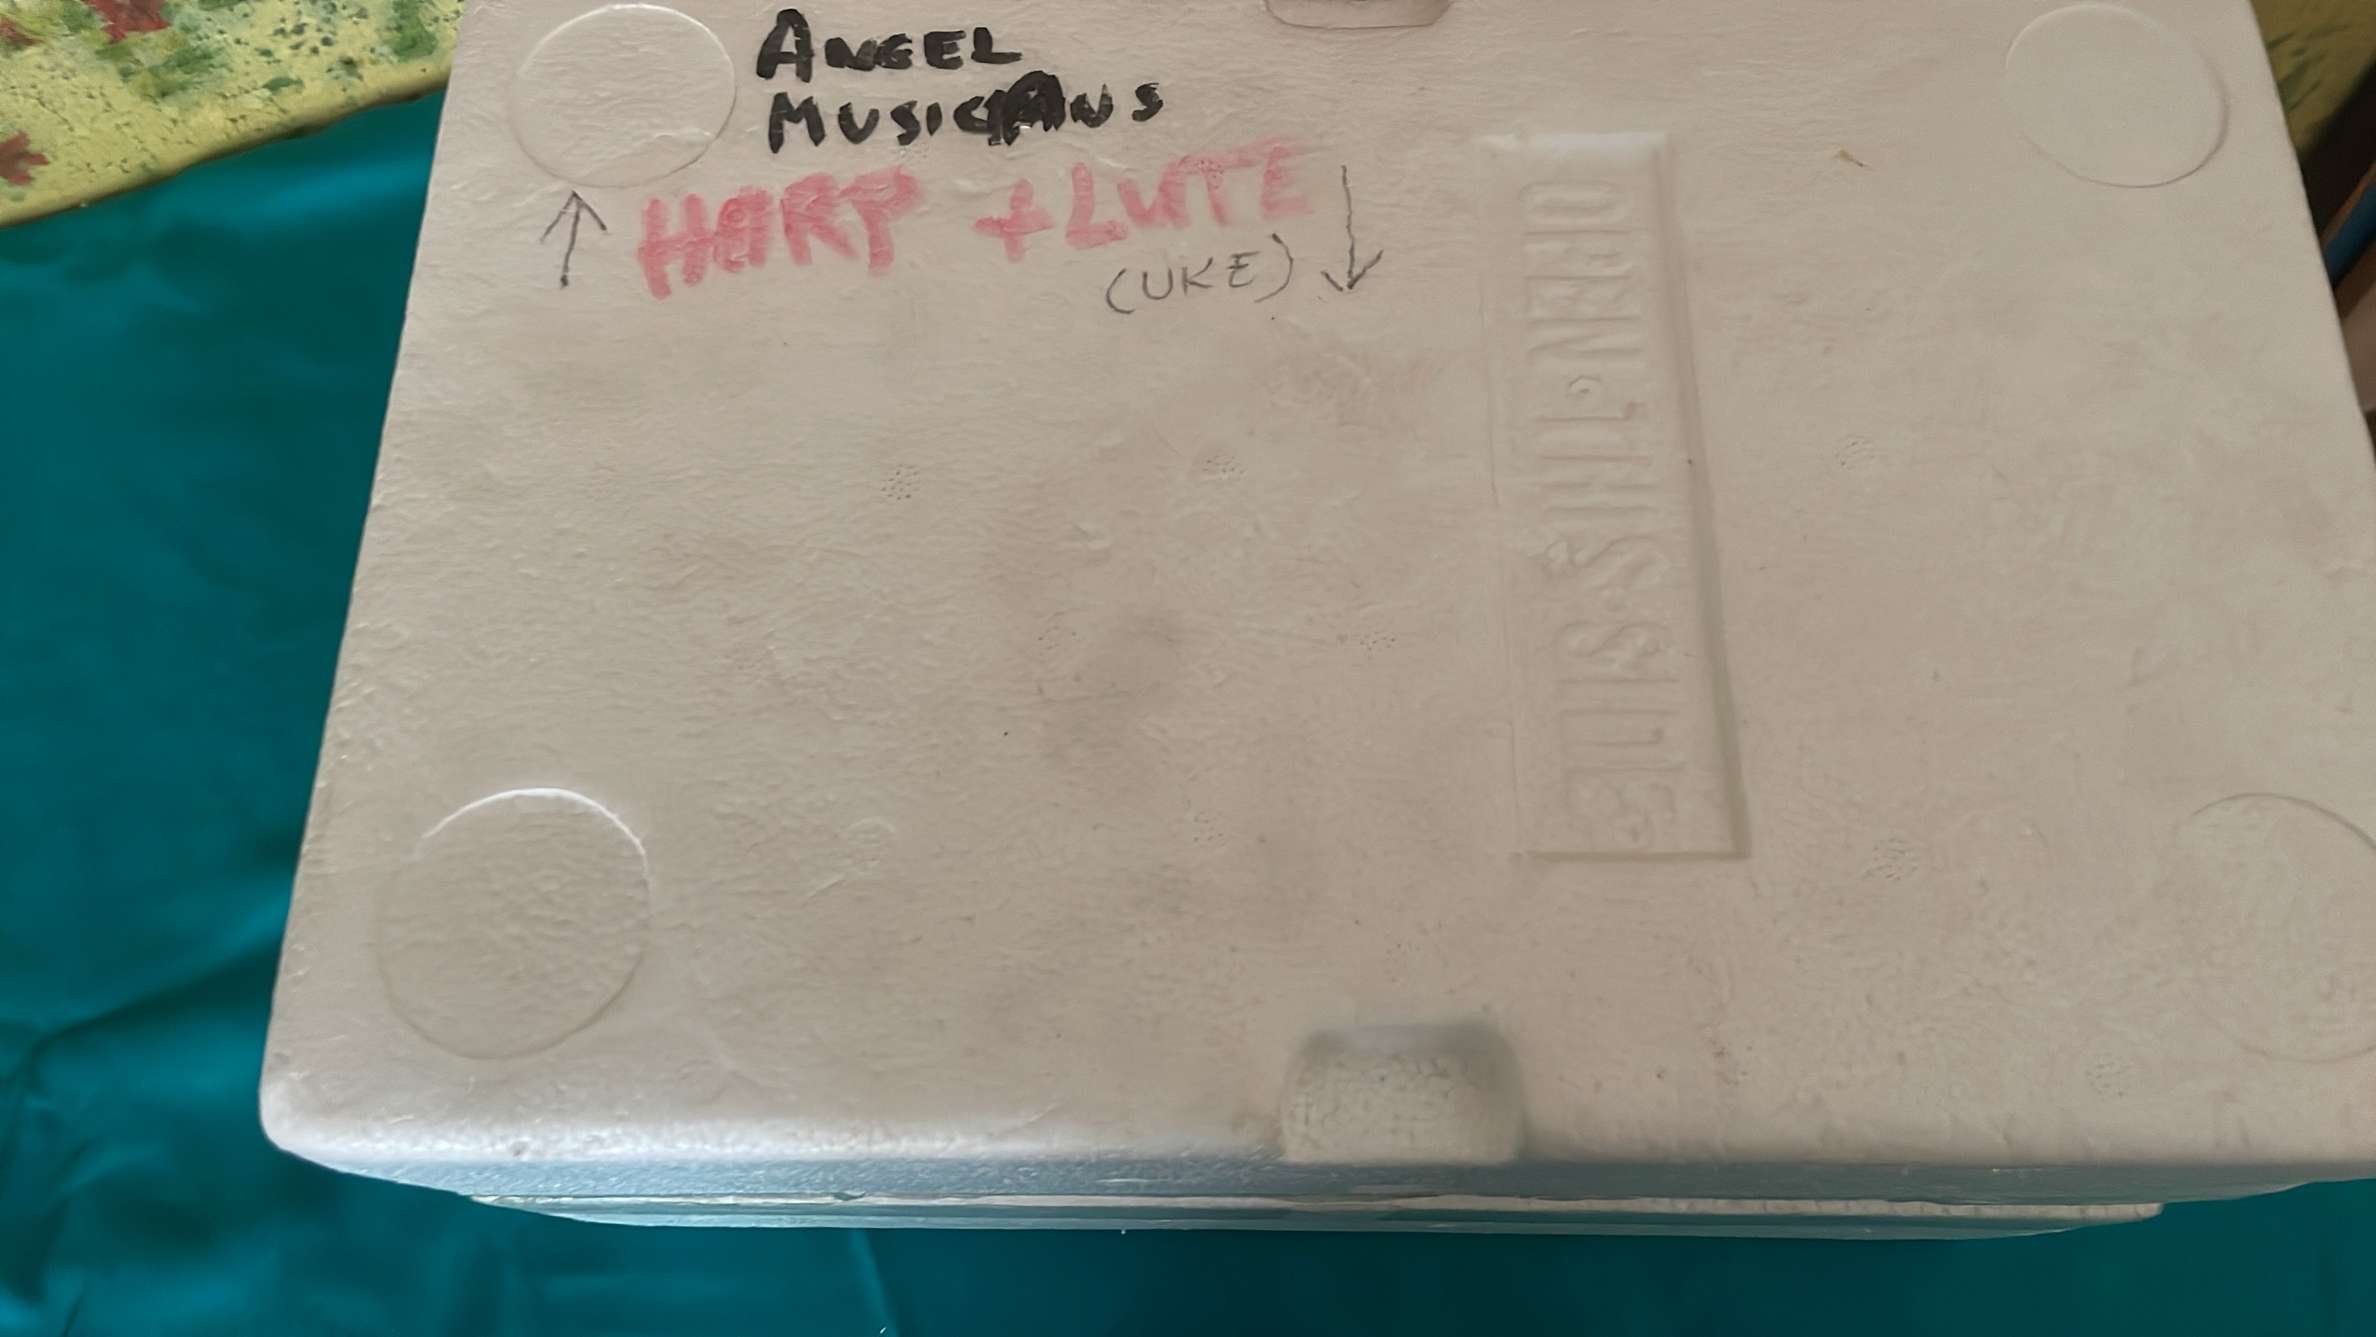 ANGEL
MUSICIANS
↑ HARP + LUTE ↓
(UKE)
OPEN·THIS·SIDE